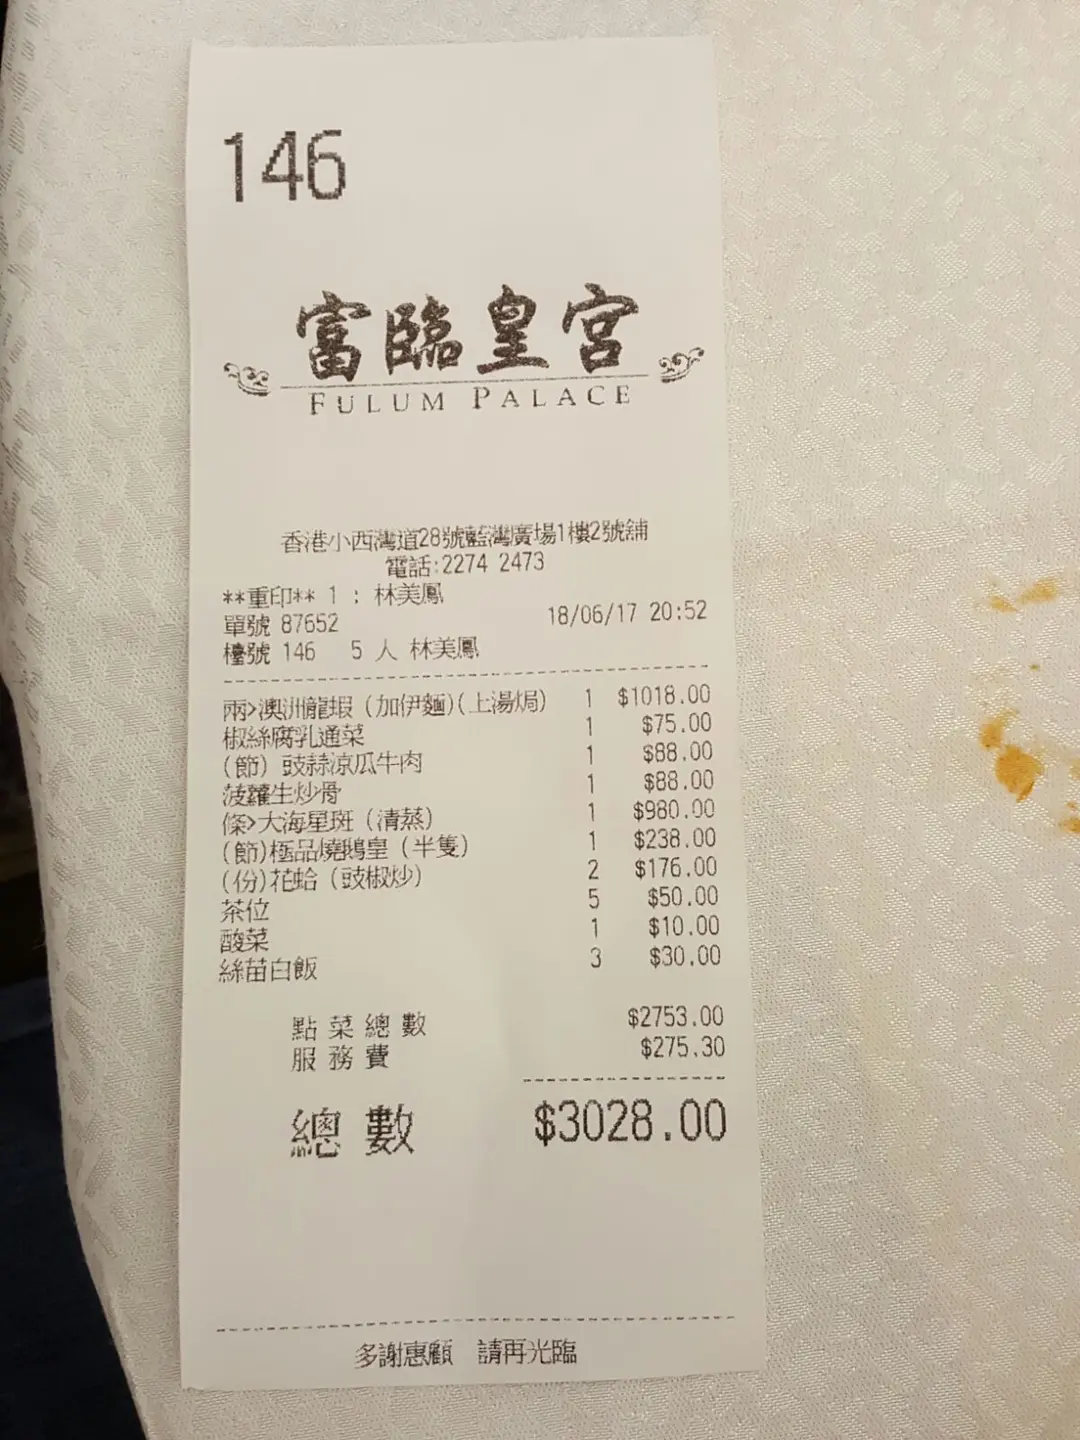 146
富臨皇宮
FULUM PALACE
香港小西灣道28號藍灣廣場1樓2號舖
電話:2274 2473
**重印** 1 : 林美鳳
單號 87652 18/06/17 20:52
檯號 146 5 人 林美鳳
兩>澳洲龍蝦 (加伊麵)(上湯焗) 1 $1018.00
椒絲腐乳通菜 1 $75.00
(節) 豉蒜涼瓜牛肉 1 $88.00
菠蘿生炒骨 1 $88.00
條>大海星斑 (清蒸) 1 $980.00
(節)極品燒鵝皇 (半隻) 1 $238.00
(份)花蛤 (豉椒炒) 2 $176.00
茶位 5 $50.00
酸菜 1 $10.00
絲苗白飯 3 $30.00
點菜總數 $2753.00
服務費 $275.30
總數 $3028.00
多謝惠顧 請再光臨